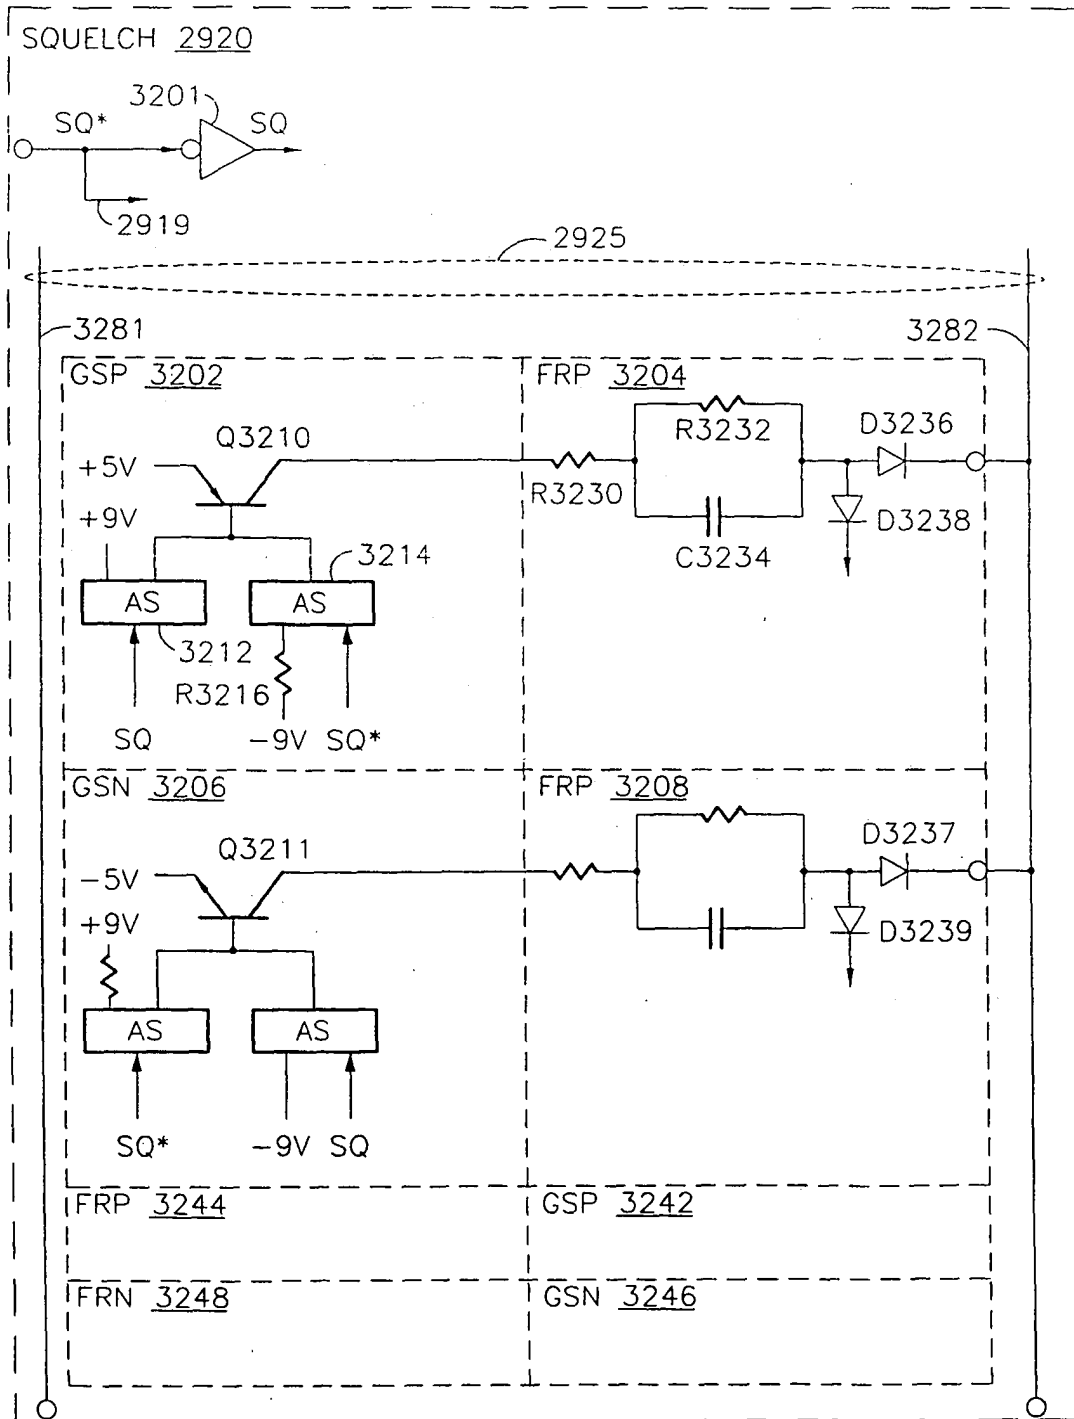 SQUELCH 2920
3201
SQ* SQ
2919
2925
3281 3282
GSP 3202 FRP 3204
Q3210 R3232 D3236
+5V
R3230
+9V D3238
3214 C3234
AS AS
3212
R3216
SQ -9V SQ*
GSN 3206 FRP 3208
Q3211 D3237
-5V
+9V D3239
AS AS
SQ* -9V SQ
FRP 3244 GSP 3242
FRN 3248 GSN 3246